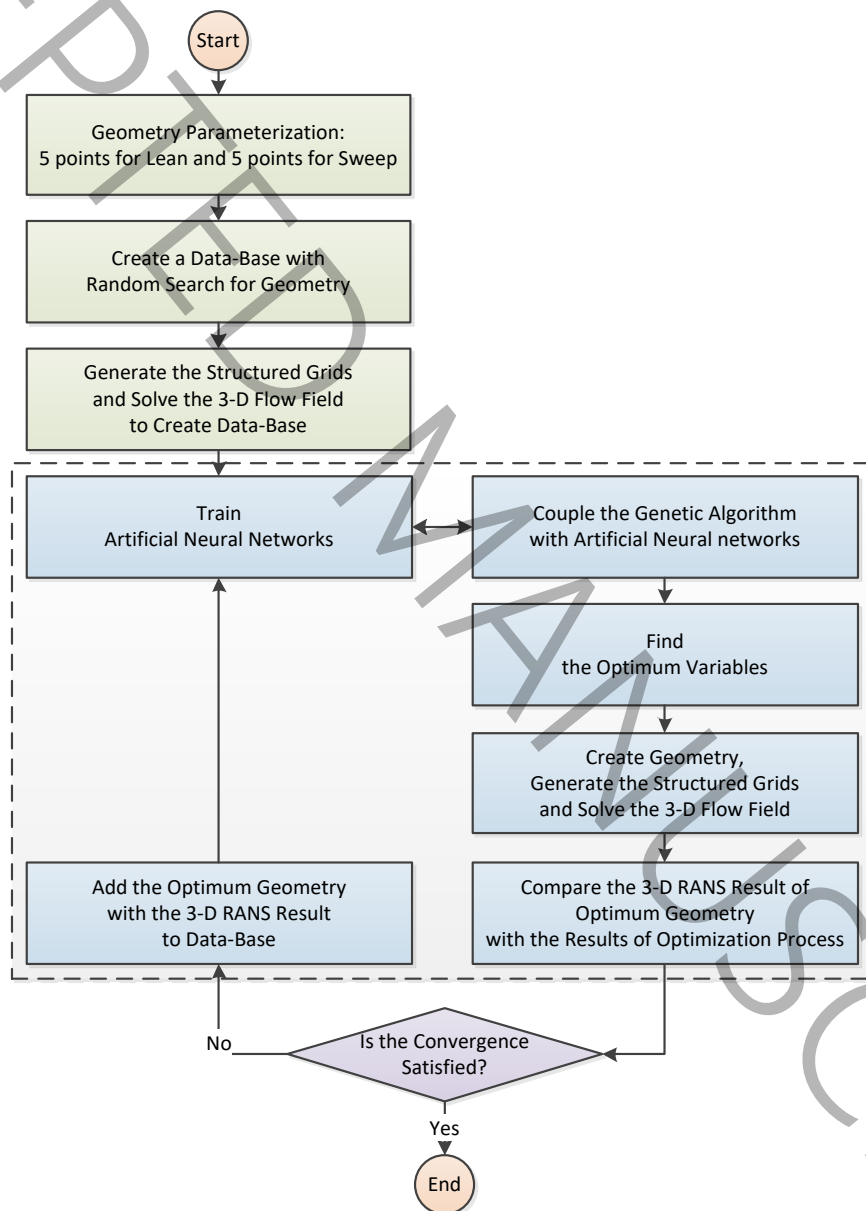 Start
Geometry Parameterization:
5 points for Lean and 5 points for Sweep
Create a Data-Base with
Random Search for Geometry
Generate the Structured Grids
and Solve the 3-D Flow Field
to Create Data-Base
Train
Artificial Neural Networks
Couple the Genetic Algorithm
with Artificial Neural networks
Find
the Optimum Variables
Create Geometry,
Generate the Structured Grids
and Solve the 3-D Flow Field
Add the Optimum Geometry
with the 3-D RANS Result
to Data-Base
Compare the 3-D RANS Result of
Optimum Geometry
with the Results of Optimization Process
No
Is the Convergence
Satisfied?
Yes
End
PTED MANUSC